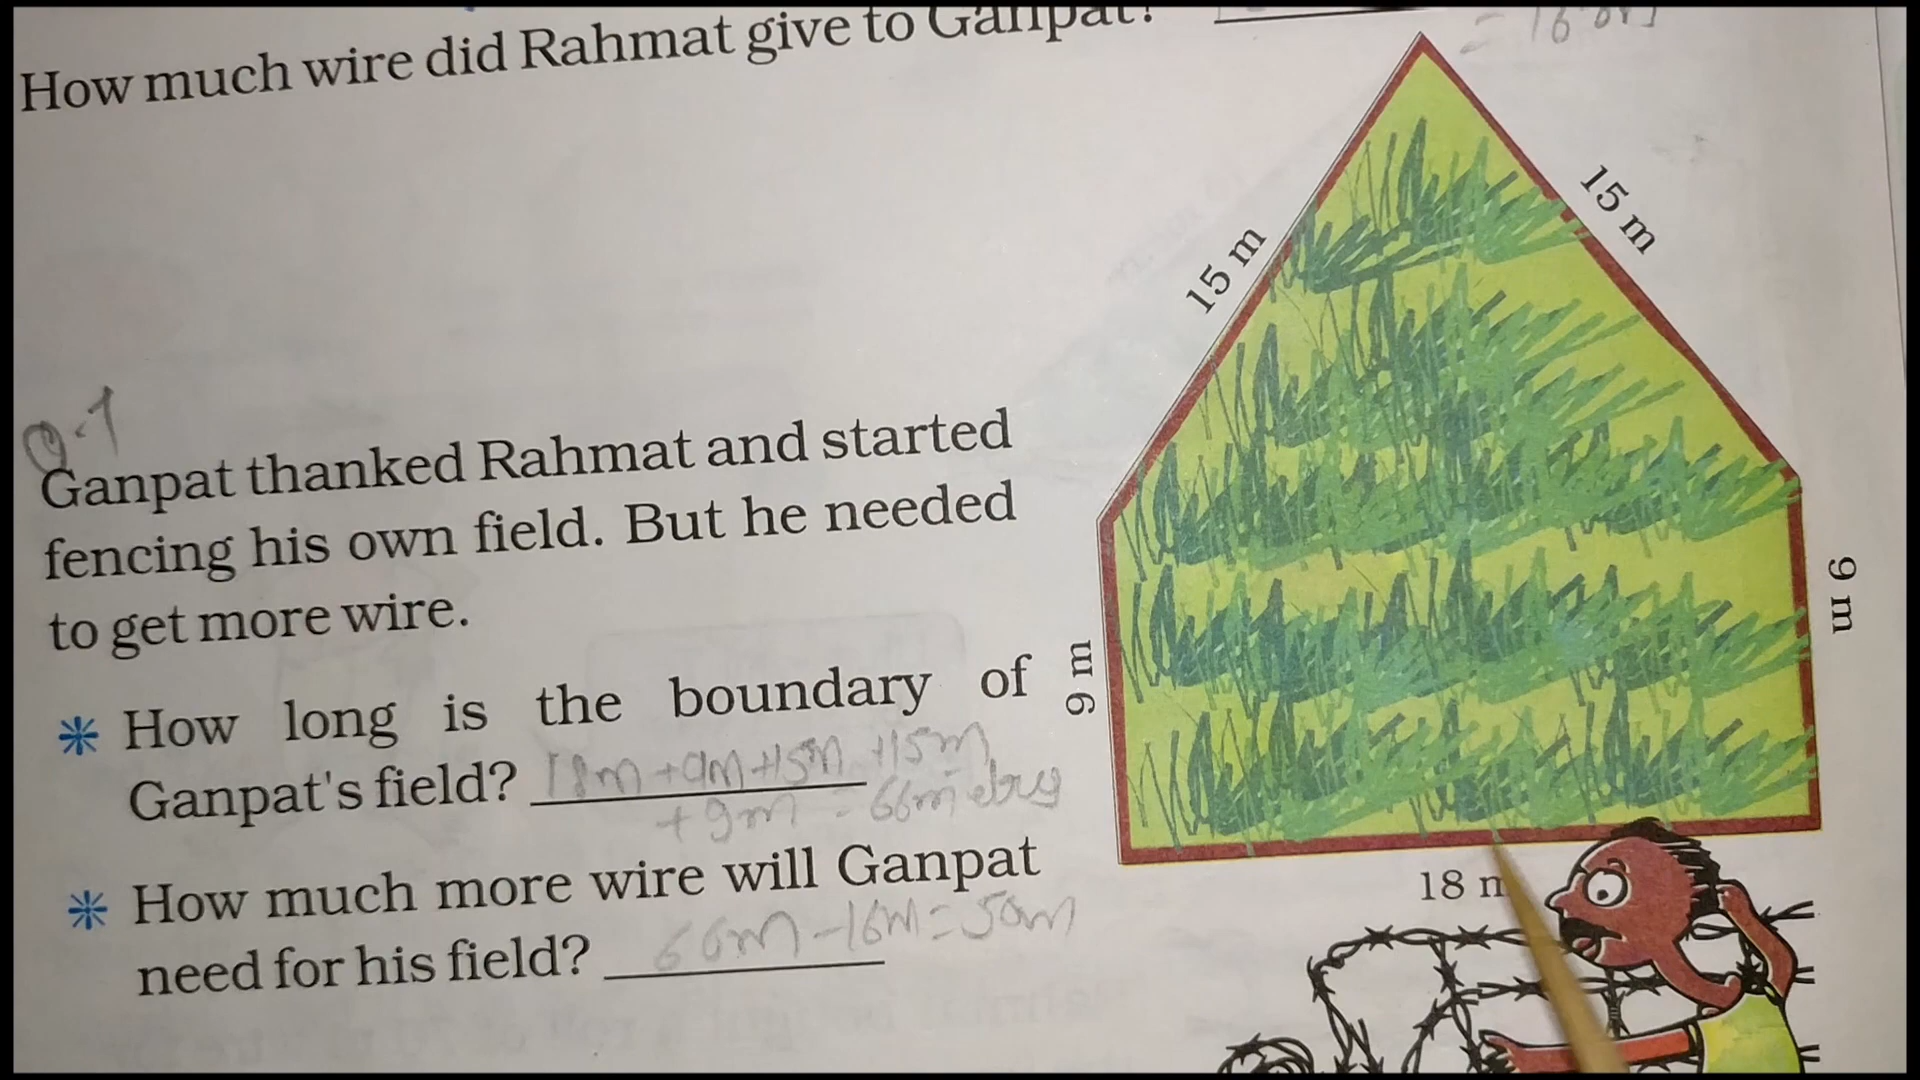 How much wire did Rahmat give to Ganpat?
= 16
15 m
15 m
Q.1
Ganpat thanked Rahmat and started
fencing his own field. But he needed
to get more wire.
9 m
9 m
How long is the boundary of
Ganpat's field? 18m+9m+15m+15m
+9m = 66m
18 m
How much more wire will Ganpat
need for his field? 66m-16m=50m